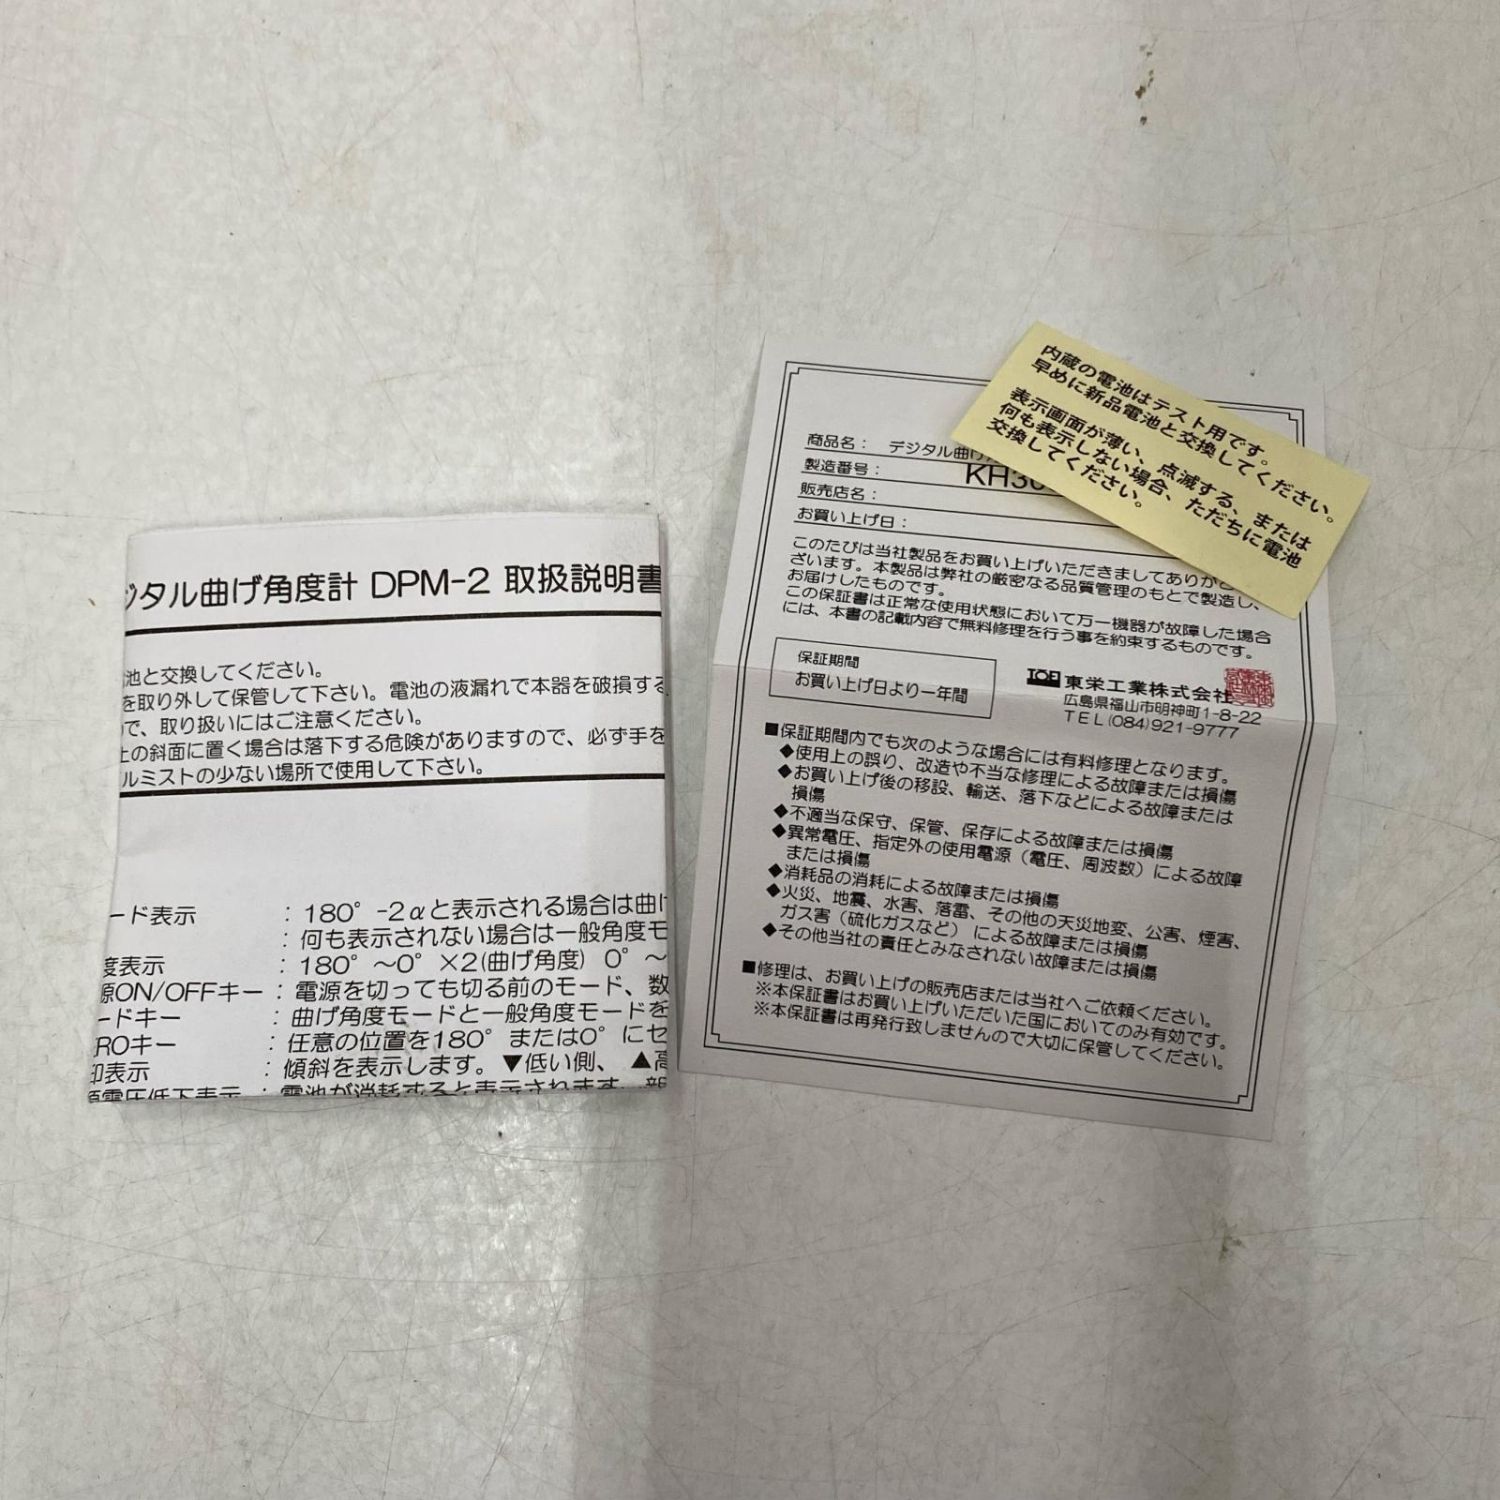 ジタル曲げ角度計 DPM-2 取扱説明書
池と交換してください。
を取り外して保管して下さい。電池の液漏れで本器を破損する
で、取り扱いにはご注意ください。
上の斜面に置く場合は落下する危険がありますので、必ず手を
ルミストの少ない場所で使用して下さい。
ード表示 : 180°-2αと表示される場合は曲げ
: 何も表示されない場合は一般角度モ
度表示 : 180°～0°×2(曲げ角度) 0°～
源ON/OFFキー : 電源を切っても切る前のモード、数
ードキー : 曲げ角度モードと一般角度モードを
ROキー : 任意の位置を180°または0°にセ
印表示 : 傾斜を表示します。▼低い側、▲高
源電圧低下表示 : 電池が消耗すると表示されます。新
内蔵の電池はテスト用です。
早めに新品電池と交換してください。
表示画面が薄い、点滅する、または
何も表示しない場合、ただちに電池
交換してください。
商品名: デジタル曲げ
製造番号: KH30
販売店名:
お買い上げ日:
このたびは当社製品をお買い上げいただきましてありがと
ざいます。本製品は弊社の厳密なる品質管理のもとで製造し、
お届けしたものです。
この保証書は正常な使用状態において万一機器が故障した場合
には、本書の記載内容で無料修理を行う事を約束するものです。
保証期間
お買い上げ日より一年間
TOE 東栄工業株式会社
広島県福山市明神町1-8-22
TEL(084)921-9777
■保証期間内でも次のような場合には有料修理となります。
◆使用上の誤り、改造や不当な修理による故障または損傷
◆お買い上げ後の移設、輸送、落下などによる故障または
損傷
◆不適当な保守、保管、保存による故障または損傷
◆異常電圧、指定外の使用電源（電圧、周波数）による故障
または損傷
◆消耗品の消耗による故障または損傷
◆火災、地震、水害、落雷、その他の天災地変、公害、煙害、
ガス害（硫化ガスなど）による故障または損傷
◆その他当社の責任とみなされない故障または損傷
■修理は、お買い上げの販売店または当社へご依頼ください。
※本保証書はお買い上げいただいた国においてのみ有効です。
※本保証書は再発行致しませんので大切に保管してください。